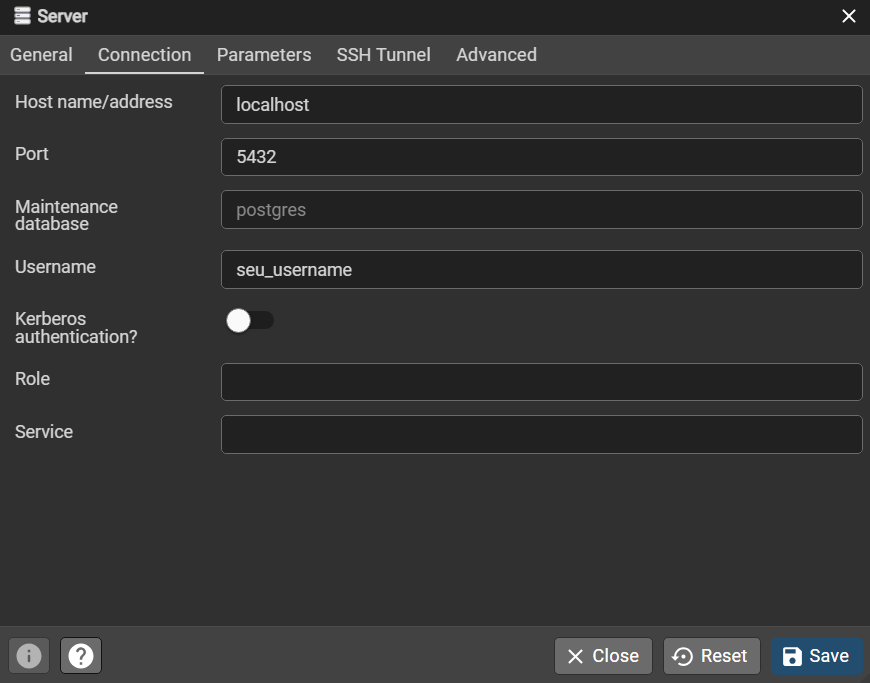 Server
General Connection Parameters SSH Tunnel Advanced
Host name/address localhost
Port 5432
Maintenance
database
postgres
Username seu_username
Kerberos
authentication?
Role
Service
Close Reset Save